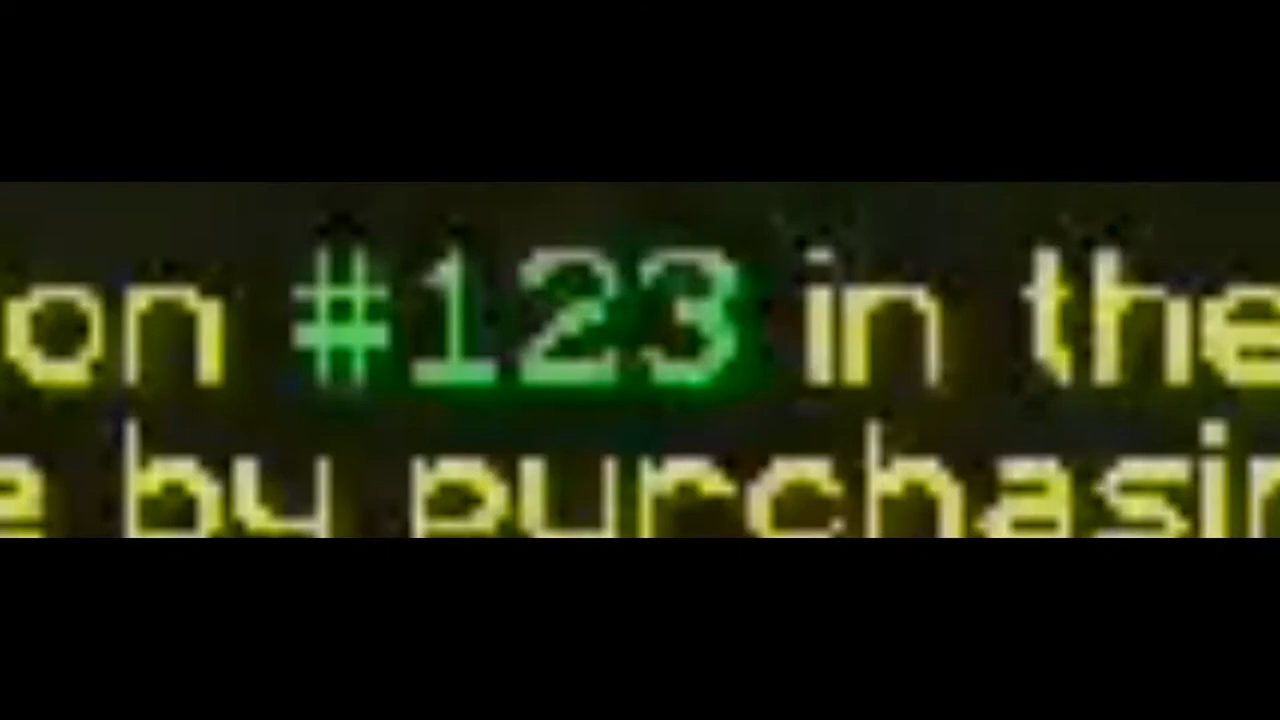 on #123 in the
by purchasin